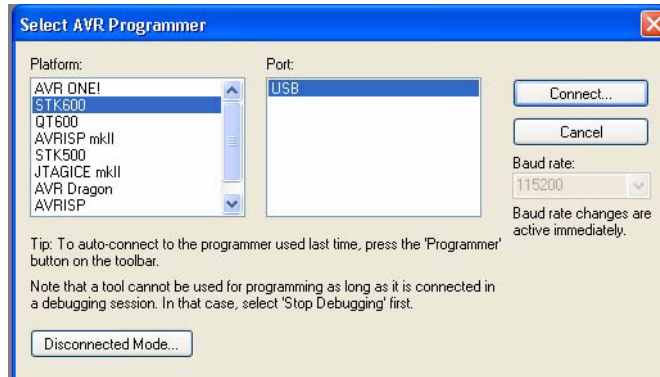 Select AVR Programmer
Platform:
AVR ONE!
STK600
QT600
AVRISP mkII
STK500
JTAGICE mkII
AVR Dragon
AVRISP
Port:
USB
Connect...
Cancel
Baud rate:
115200
Baud rate changes are
active immediately.
Tip: To auto-connect to the programmer used last time, press the 'Programmer'
button on the toolbar.
Note that a tool cannot be used for programming as long as it is connected in
a debugging session. In that case, select 'Stop Debugging' first.
Disconnected Mode...